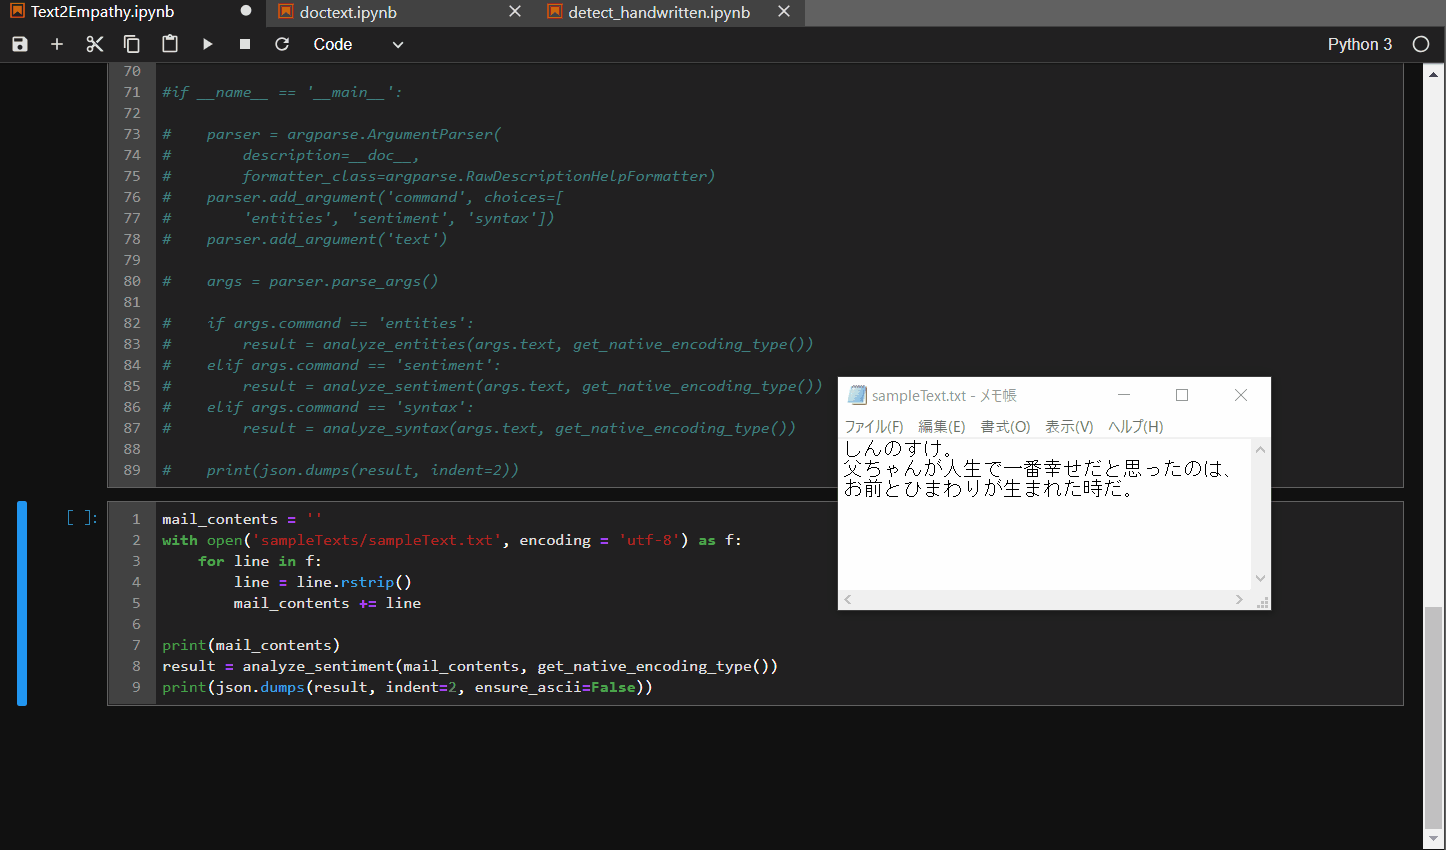 Text2Empathy.ipynb
doctext.ipynb
detect_handwritten.ipynb
Code
Python 3
70
71 #if __name__ == '__main__':
72
73 #    parser = argparse.ArgumentParser(
74 #        description=__doc__,
75 #        formatter_class=argparse.RawDescriptionHelpFormatter)
76 #    parser.add_argument('command', choices=[
77 #        'entities', 'sentiment', 'syntax'])
78 #    parser.add_argument('text')
79
80 #    args = parser.parse_args()
81
82 #    if args.command == 'entities':
83 #        result = analyze_entities(args.text, get_native_encoding_type())
84 #    elif args.command == 'sentiment':
85 #        result = analyze_sentiment(args.text, get_native_encoding_type())
86 #    elif args.command == 'syntax':
87 #        result = analyze_syntax(args.text, get_native_encoding_type())
88
89 #    print(json.dumps(result, indent=2))
[ ]:
1 mail_contents = ''
2 with open('sampleTexts/sampleText.txt', encoding = 'utf-8') as f:
3     for line in f:
4         line = line.rstrip()
5         mail_contents += line
6
7 print(mail_contents)
8 result = analyze_sentiment(mail_contents, get_native_encoding_type())
9 print(json.dumps(result, indent=2, ensure_ascii=False))
sampleText.txt - メモ帳
ファイル(F) 編集(E) 書式(O) 表示(V) ヘルプ(H)
しんのすけ。
父ちゃんが人生で一番幸せだと思ったのは、
お前とひまわりが生まれた時だ。